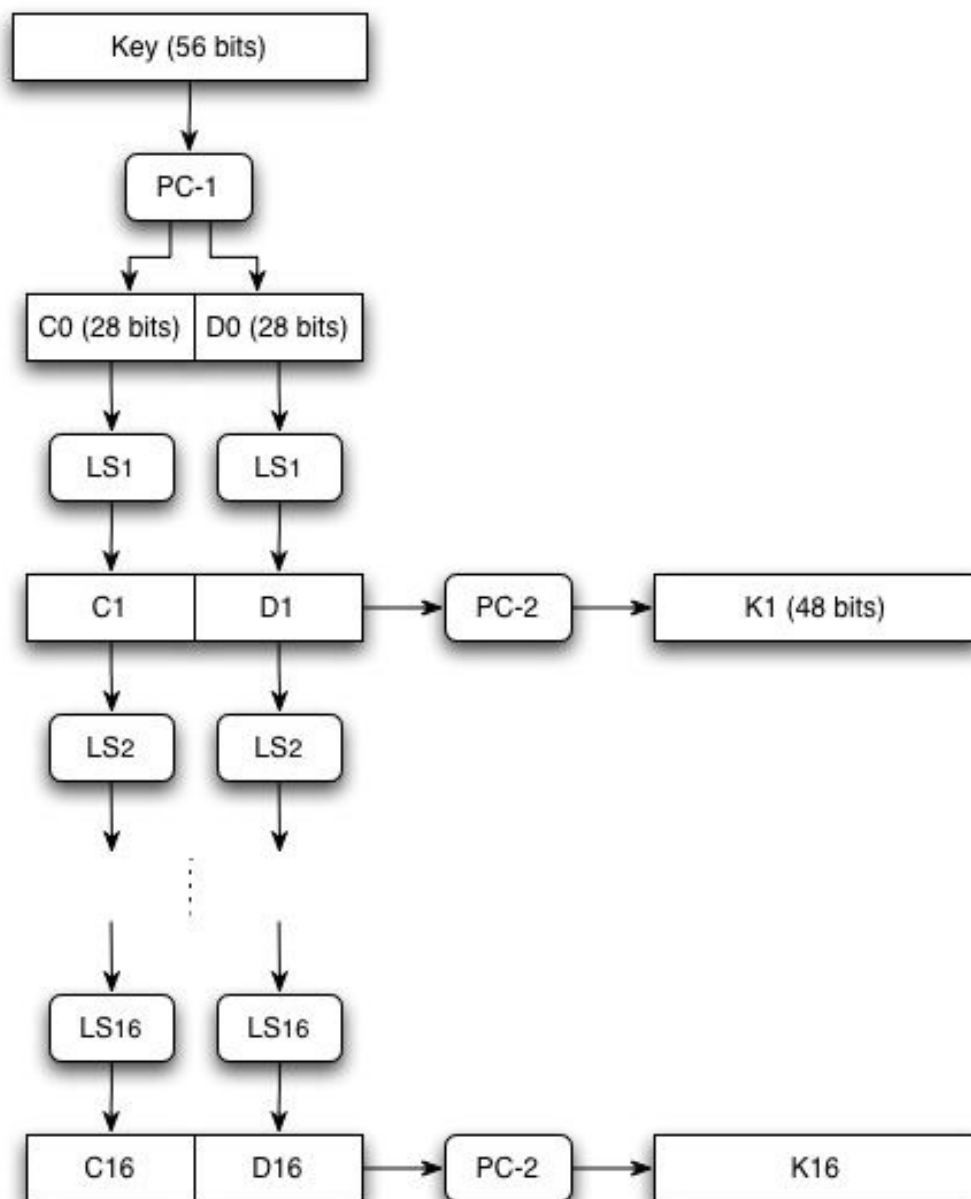 Key (56 bits)
PC-1
C0 (28 bits) D0 (28 bits)
LS1 LS1
C1 D1 PC-2 K1 (48 bits)
LS2 LS2
LS16 LS16
C16 D16 PC-2 K16